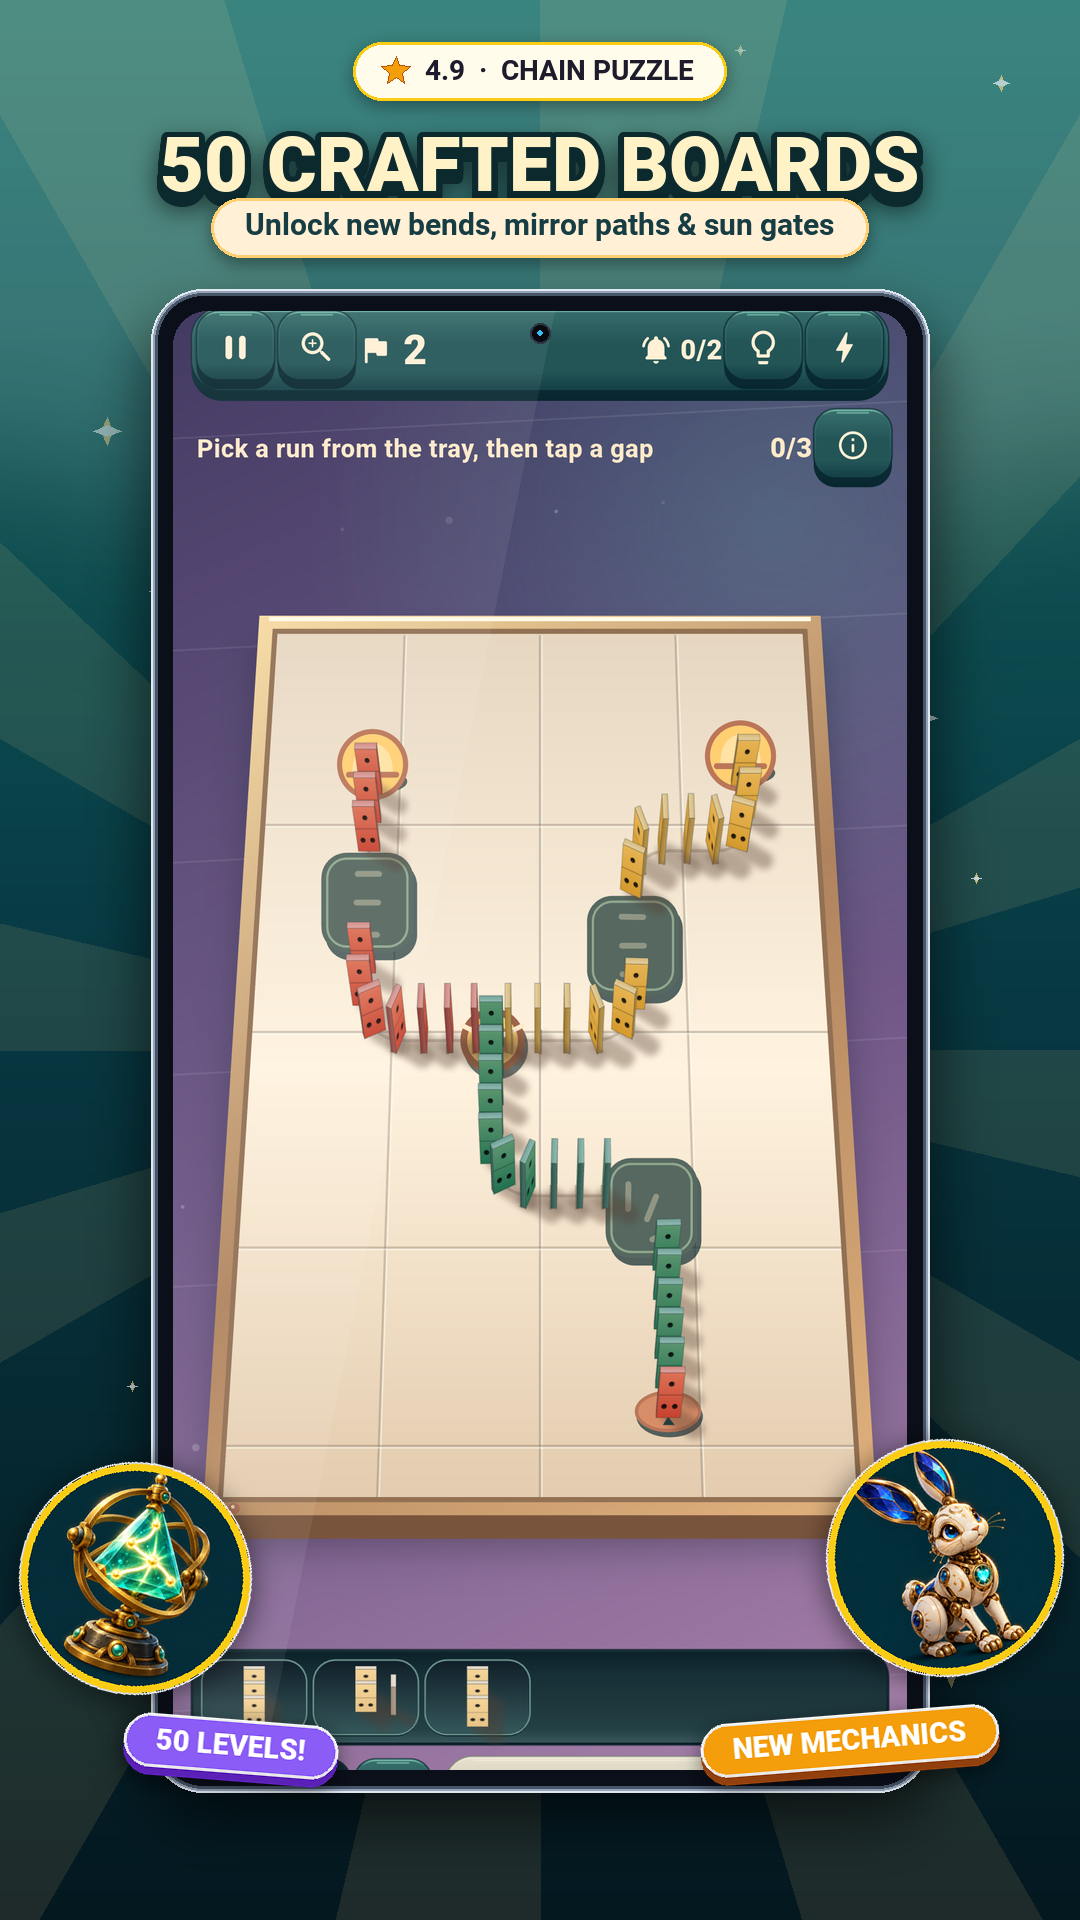 4.9 · CHAIN PUZZLE
50 CRAFTED BOARDS
Unlock new bends, mirror paths & sun gates
2
0/2
Pick a run from the tray, then tap a gap
0/3
50 LEVELS!
NEW MECHANICS